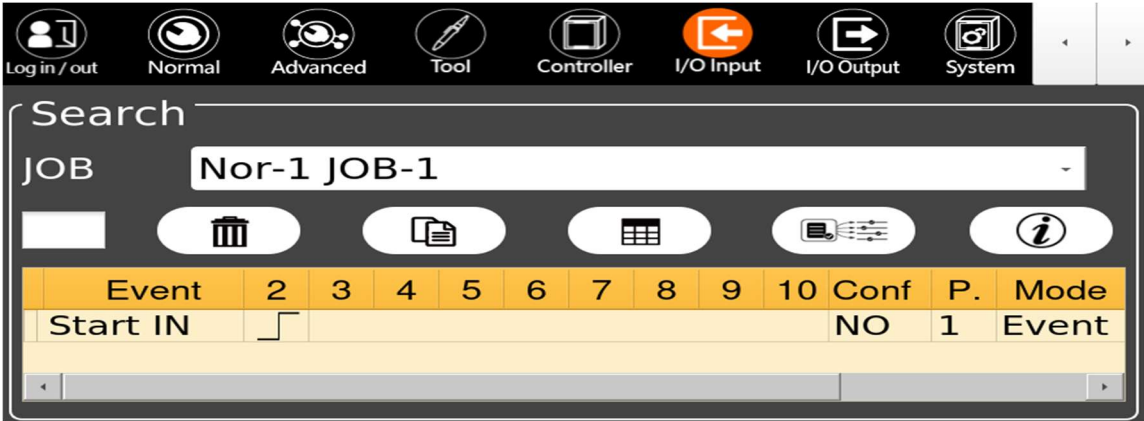 Log in / out Normal Advanced Tool Controller I/O Input I/O Output System
Search
JOB Nor-1 JOB-1
Event 2 3 4 5 6 7 8 9 10 Conf P. Mode
Start IN NO 1 Event